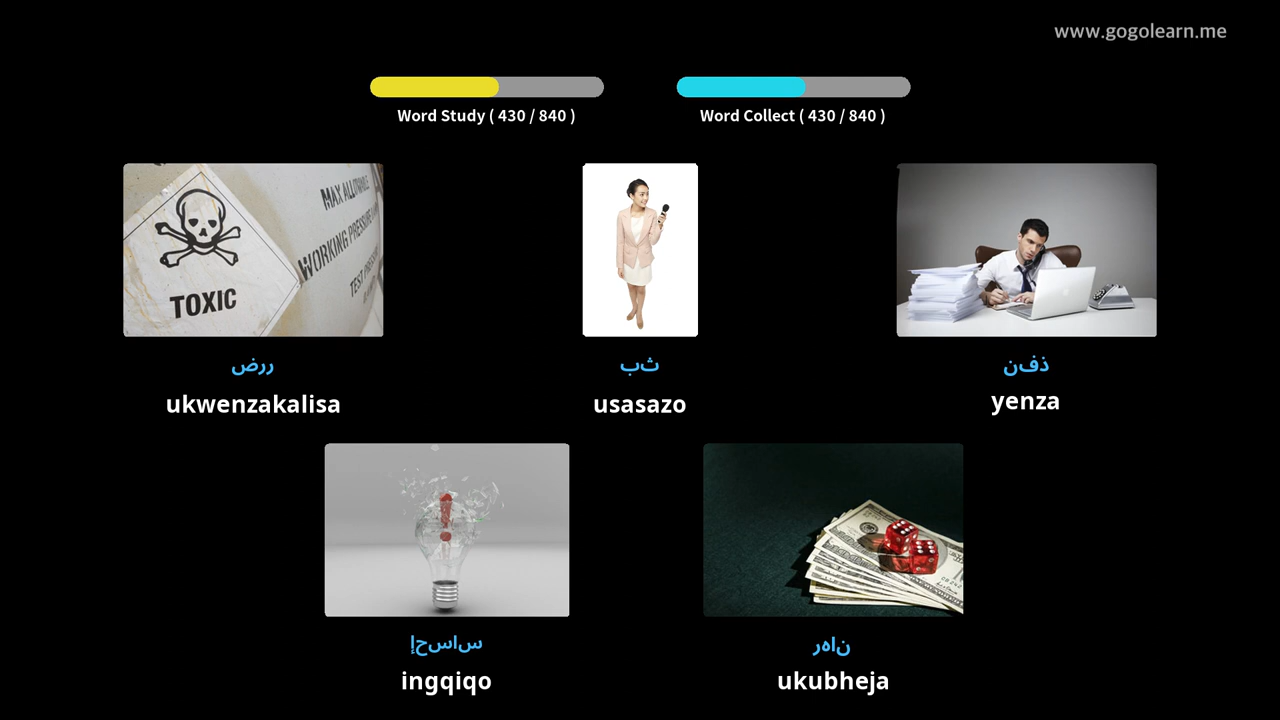 www.gogolearn.me
Word Study ( 430 / 840 )
Word Collect ( 430 / 840 )
TOXIC
MAX ALLOWABLE
WORKING PRESSURE
TEST
ررض
ukwenzakalisa
ثب
usasazo
ذفن
yenza
ساسحإ
ingqiqo
ناهر
ukubheja